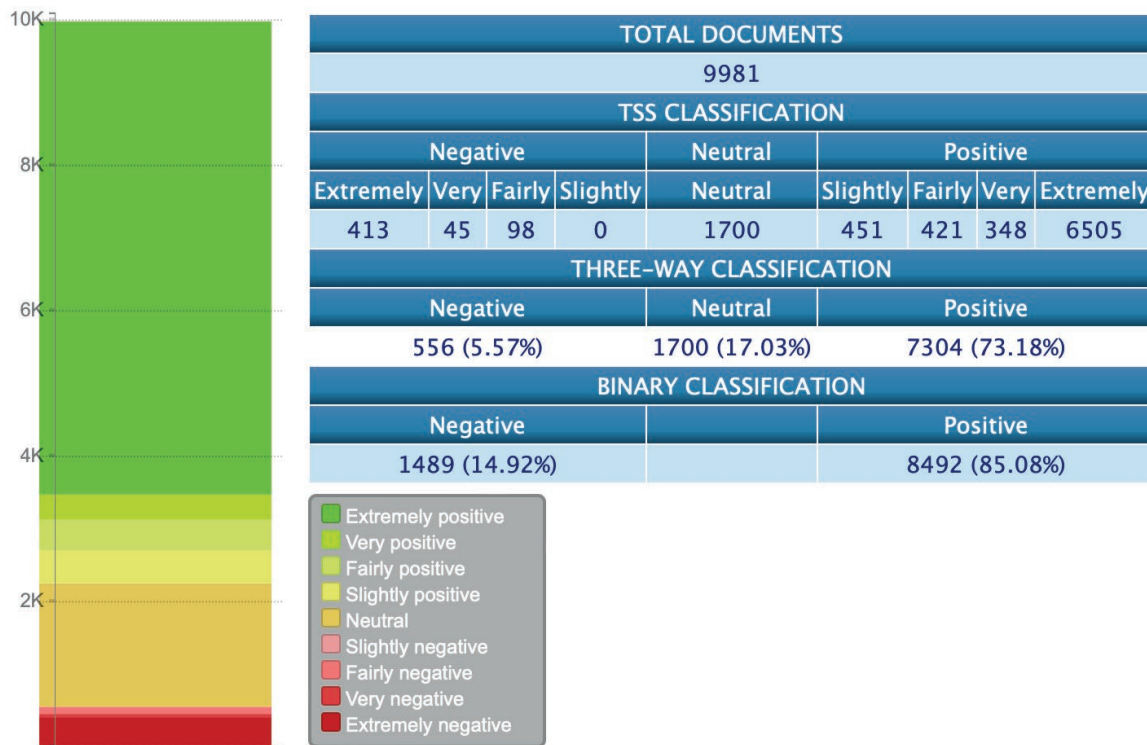 10K
8K
6K
4K
2K
TOTAL DOCUMENTS
9981
TSS CLASSIFICATION
Negative Neutral Positive
Extremely Very Fairly Slightly Neutral Slightly Fairly Very Extremely
413 45 98 0 1700 451 421 348 6505
THREE-WAY CLASSIFICATION
Negative Neutral Positive
556 (5.57%) 1700 (17.03%) 7304 (73.18%)
BINARY CLASSIFICATION
Negative Positive
1489 (14.92%) 8492 (85.08%)
Extremely positive
Very positive
Fairly positive
Slightly positive
Neutral
Slightly negative
Fairly negative
Very negative
Extremely negative